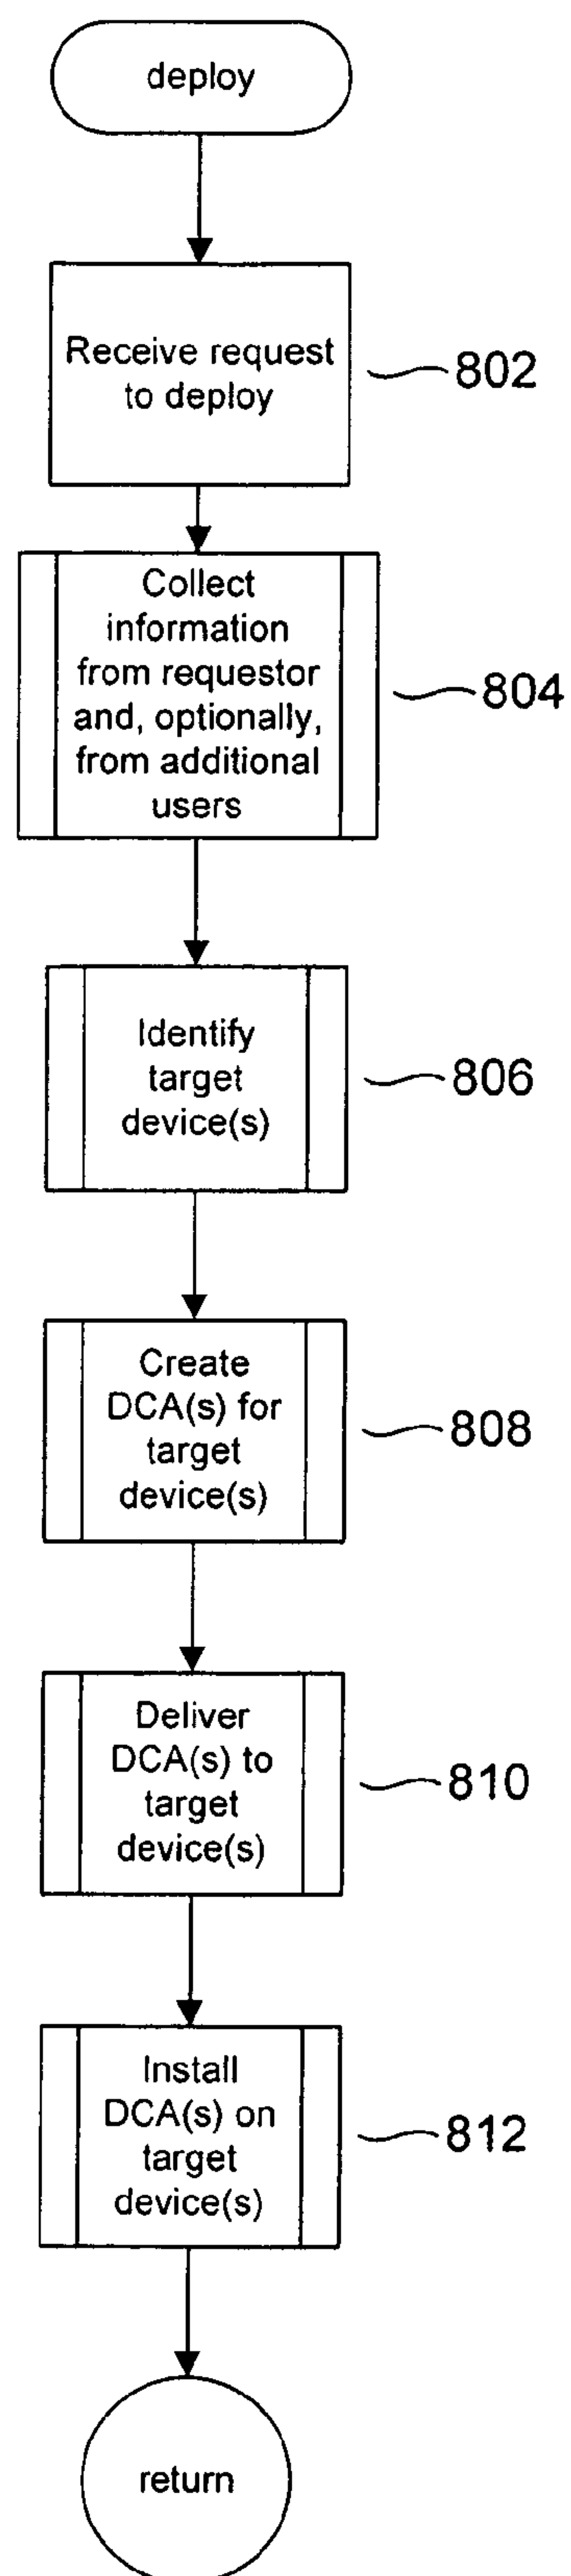 deploy
Receive request
to deploy
802
Collect
information
from requestor
and, optionally,
from additional
users
804
Identify
target
device(s)
806
Create
DCA(s) for
target
device(s)
808
Deliver
DCA(s) to
target
device(s)
810
Install
DCA(s) on
target
device(s)
812
return